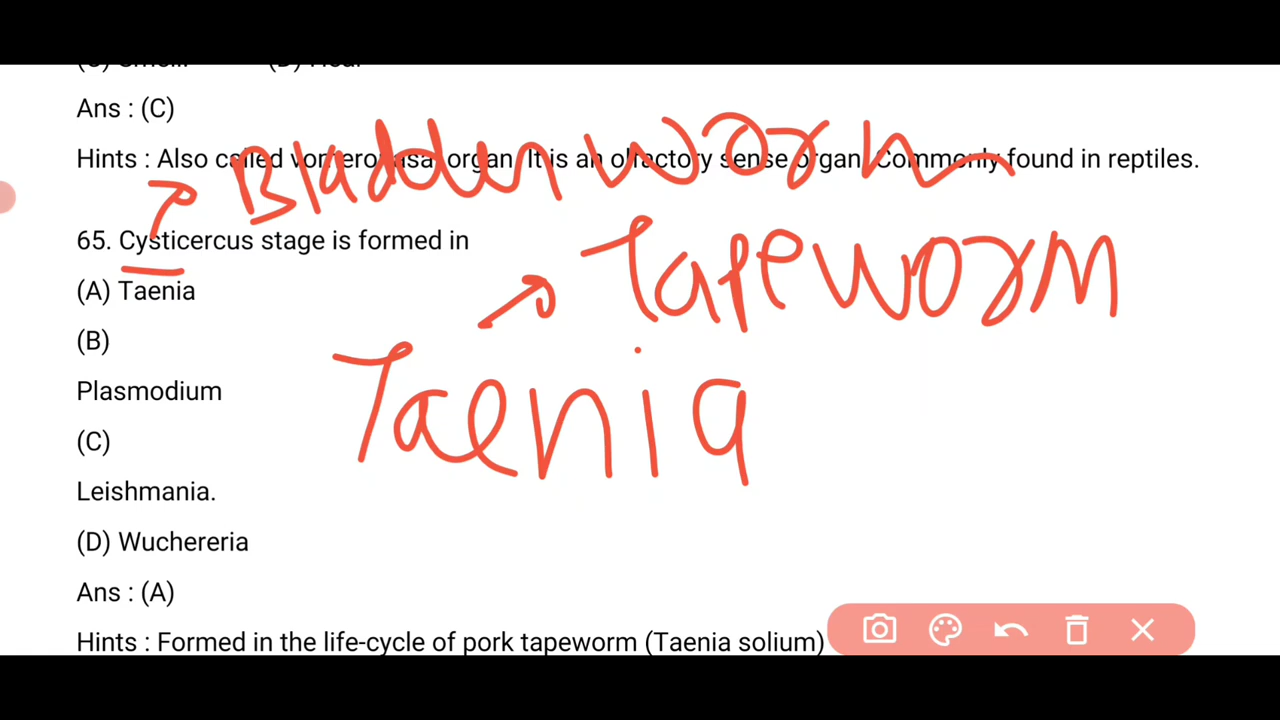 Ans : (C)
Bladder worm
Hints : Also called vomeronasal organ. It is an olfactory sense organ. Commonly found in reptiles.
65. Cysticercus stage is formed in
Tapeworm
(A) Taenia
(B)
Taenia
Plasmodium
(C)
Leishmania.
(D) Wuchereria
Ans : (A)
Hints : Formed in the life-cycle of pork tapeworm (Taenia solium)